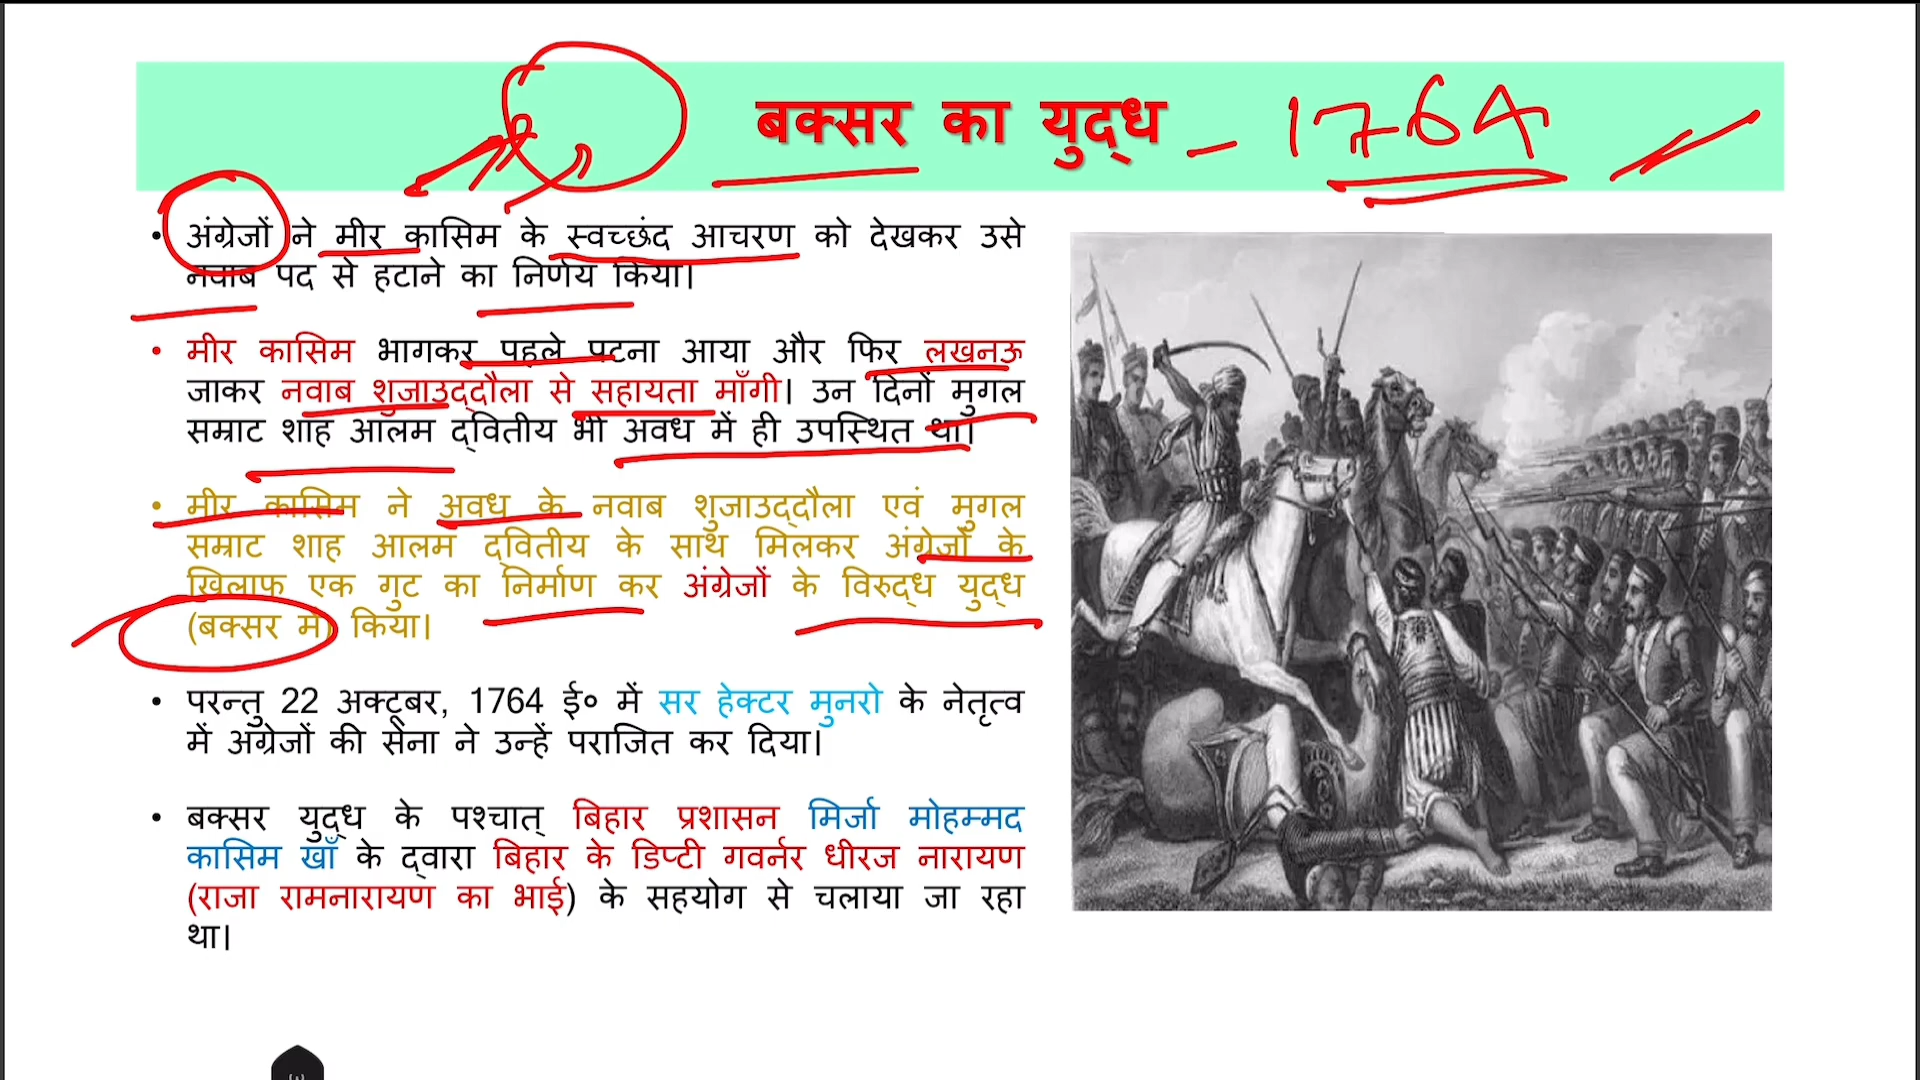 बक्सर का युद्ध - 1764
• अंग्रेजों ने मीर कासिम के स्वच्छंद आचरण को देखकर उसे
नवाब पद से हटाने का निर्णय किया।
• मीर कासिम भागकर पहले पटना आया और फिर लखनऊ
जाकर नवाब शुजाउद्दौला से सहायता माँगी। उन दिनों मुगल
सम्राट शाह आलम द्वितीय भी अवध में ही उपस्थित था।
• मीर कासिम ने अवध के नवाब शुजाउद्दौला एवं मुगल
सम्राट शाह आलम द्वितीय के साथ मिलकर अंग्रेजों के
खिलाफ एक गुट का निर्माण कर अंग्रेजों के विरुद्ध युद्ध
(बक्सर में) किया।
• परन्तु 22 अक्टूबर, 1764 ई० में सर हेक्टर मुनरो के नेतृत्व
में अंग्रेजों की सेना ने उन्हें पराजित कर दिया।
• बक्सर युद्ध के पश्चात् बिहार प्रशासन मिर्जा मोहम्मद
कासिम खाँ के द्वारा बिहार के डिप्टी गवर्नर धीरज नारायण
(राजा रामनारायण का भाई) के सहयोग से चलाया जा रहा
था।